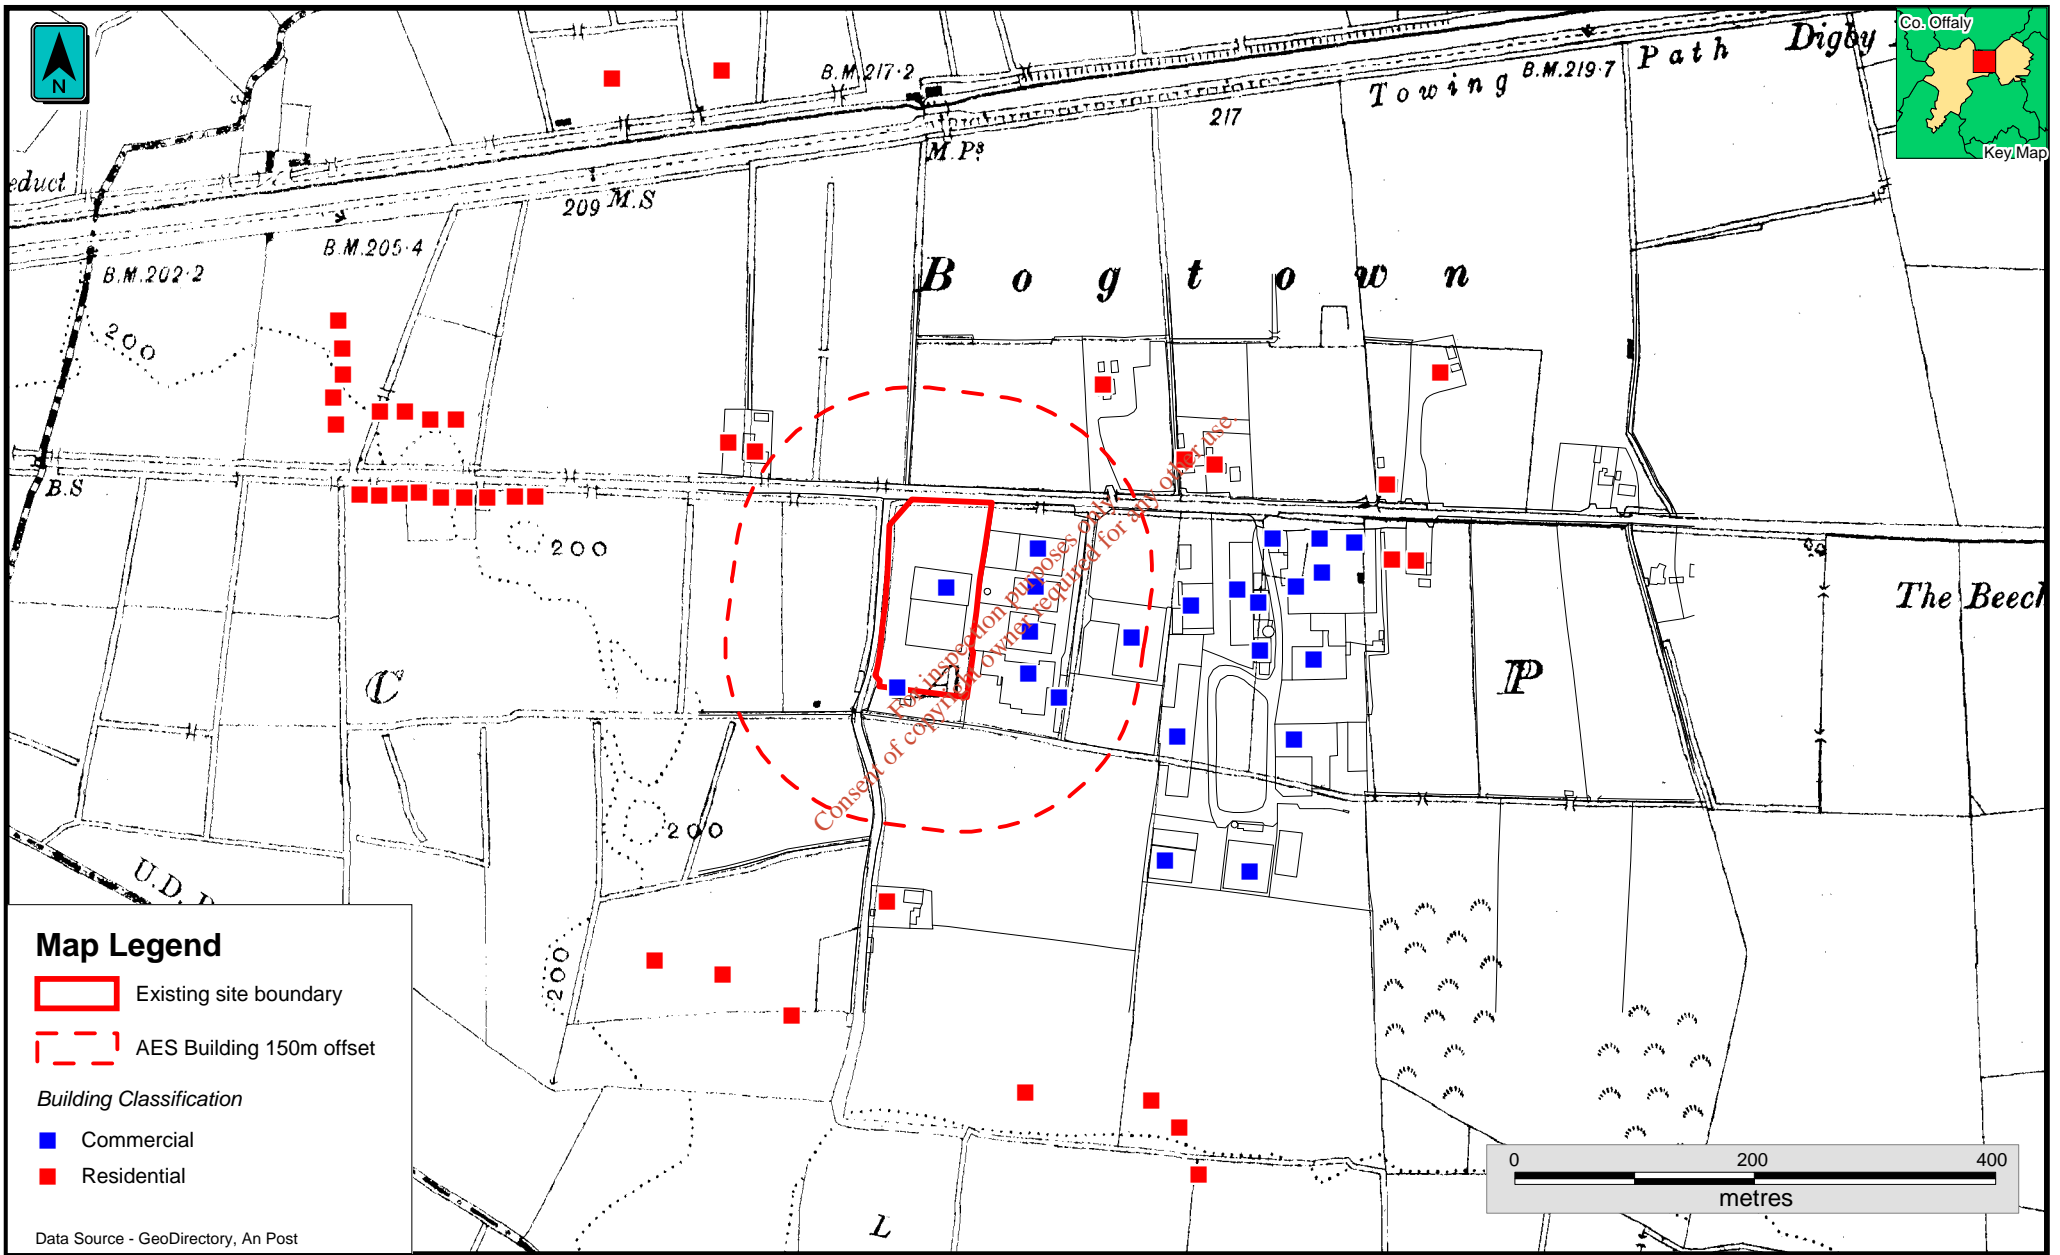 N
B.M.217·2
Towing
B.M.219·7
Path
Digby
Co. Offaly
Key Map
217
M.Ps.
educt
209 M.S
B.M.205·4
B.M.202·2
Bogtown
200
B.S
200
The Beech
C
A
P
For inspection purposes only.
Consent of copyright owner required for any other use.
200
U.D.
200
L
Map Legend
Existing site boundary
AES Building 150m offset
Building Classification
Commercial
Residential
Data Source - GeoDirectory, An Post
0 200 400
metres